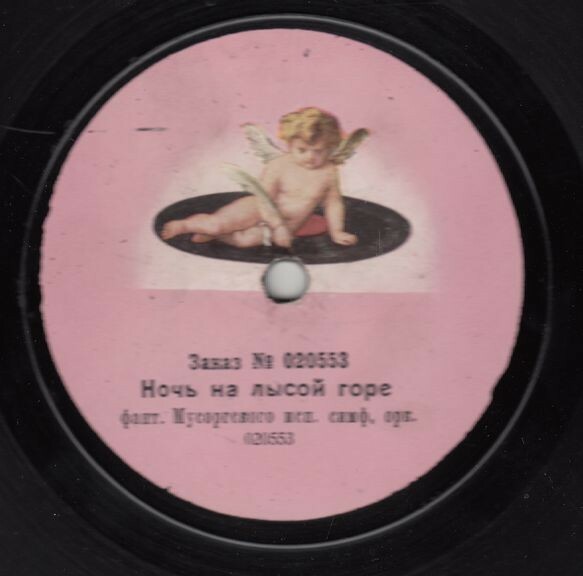 Заказ № 020553
Ночь на лысой горе
фант. Мусоргского исп. симф. орк.
020553